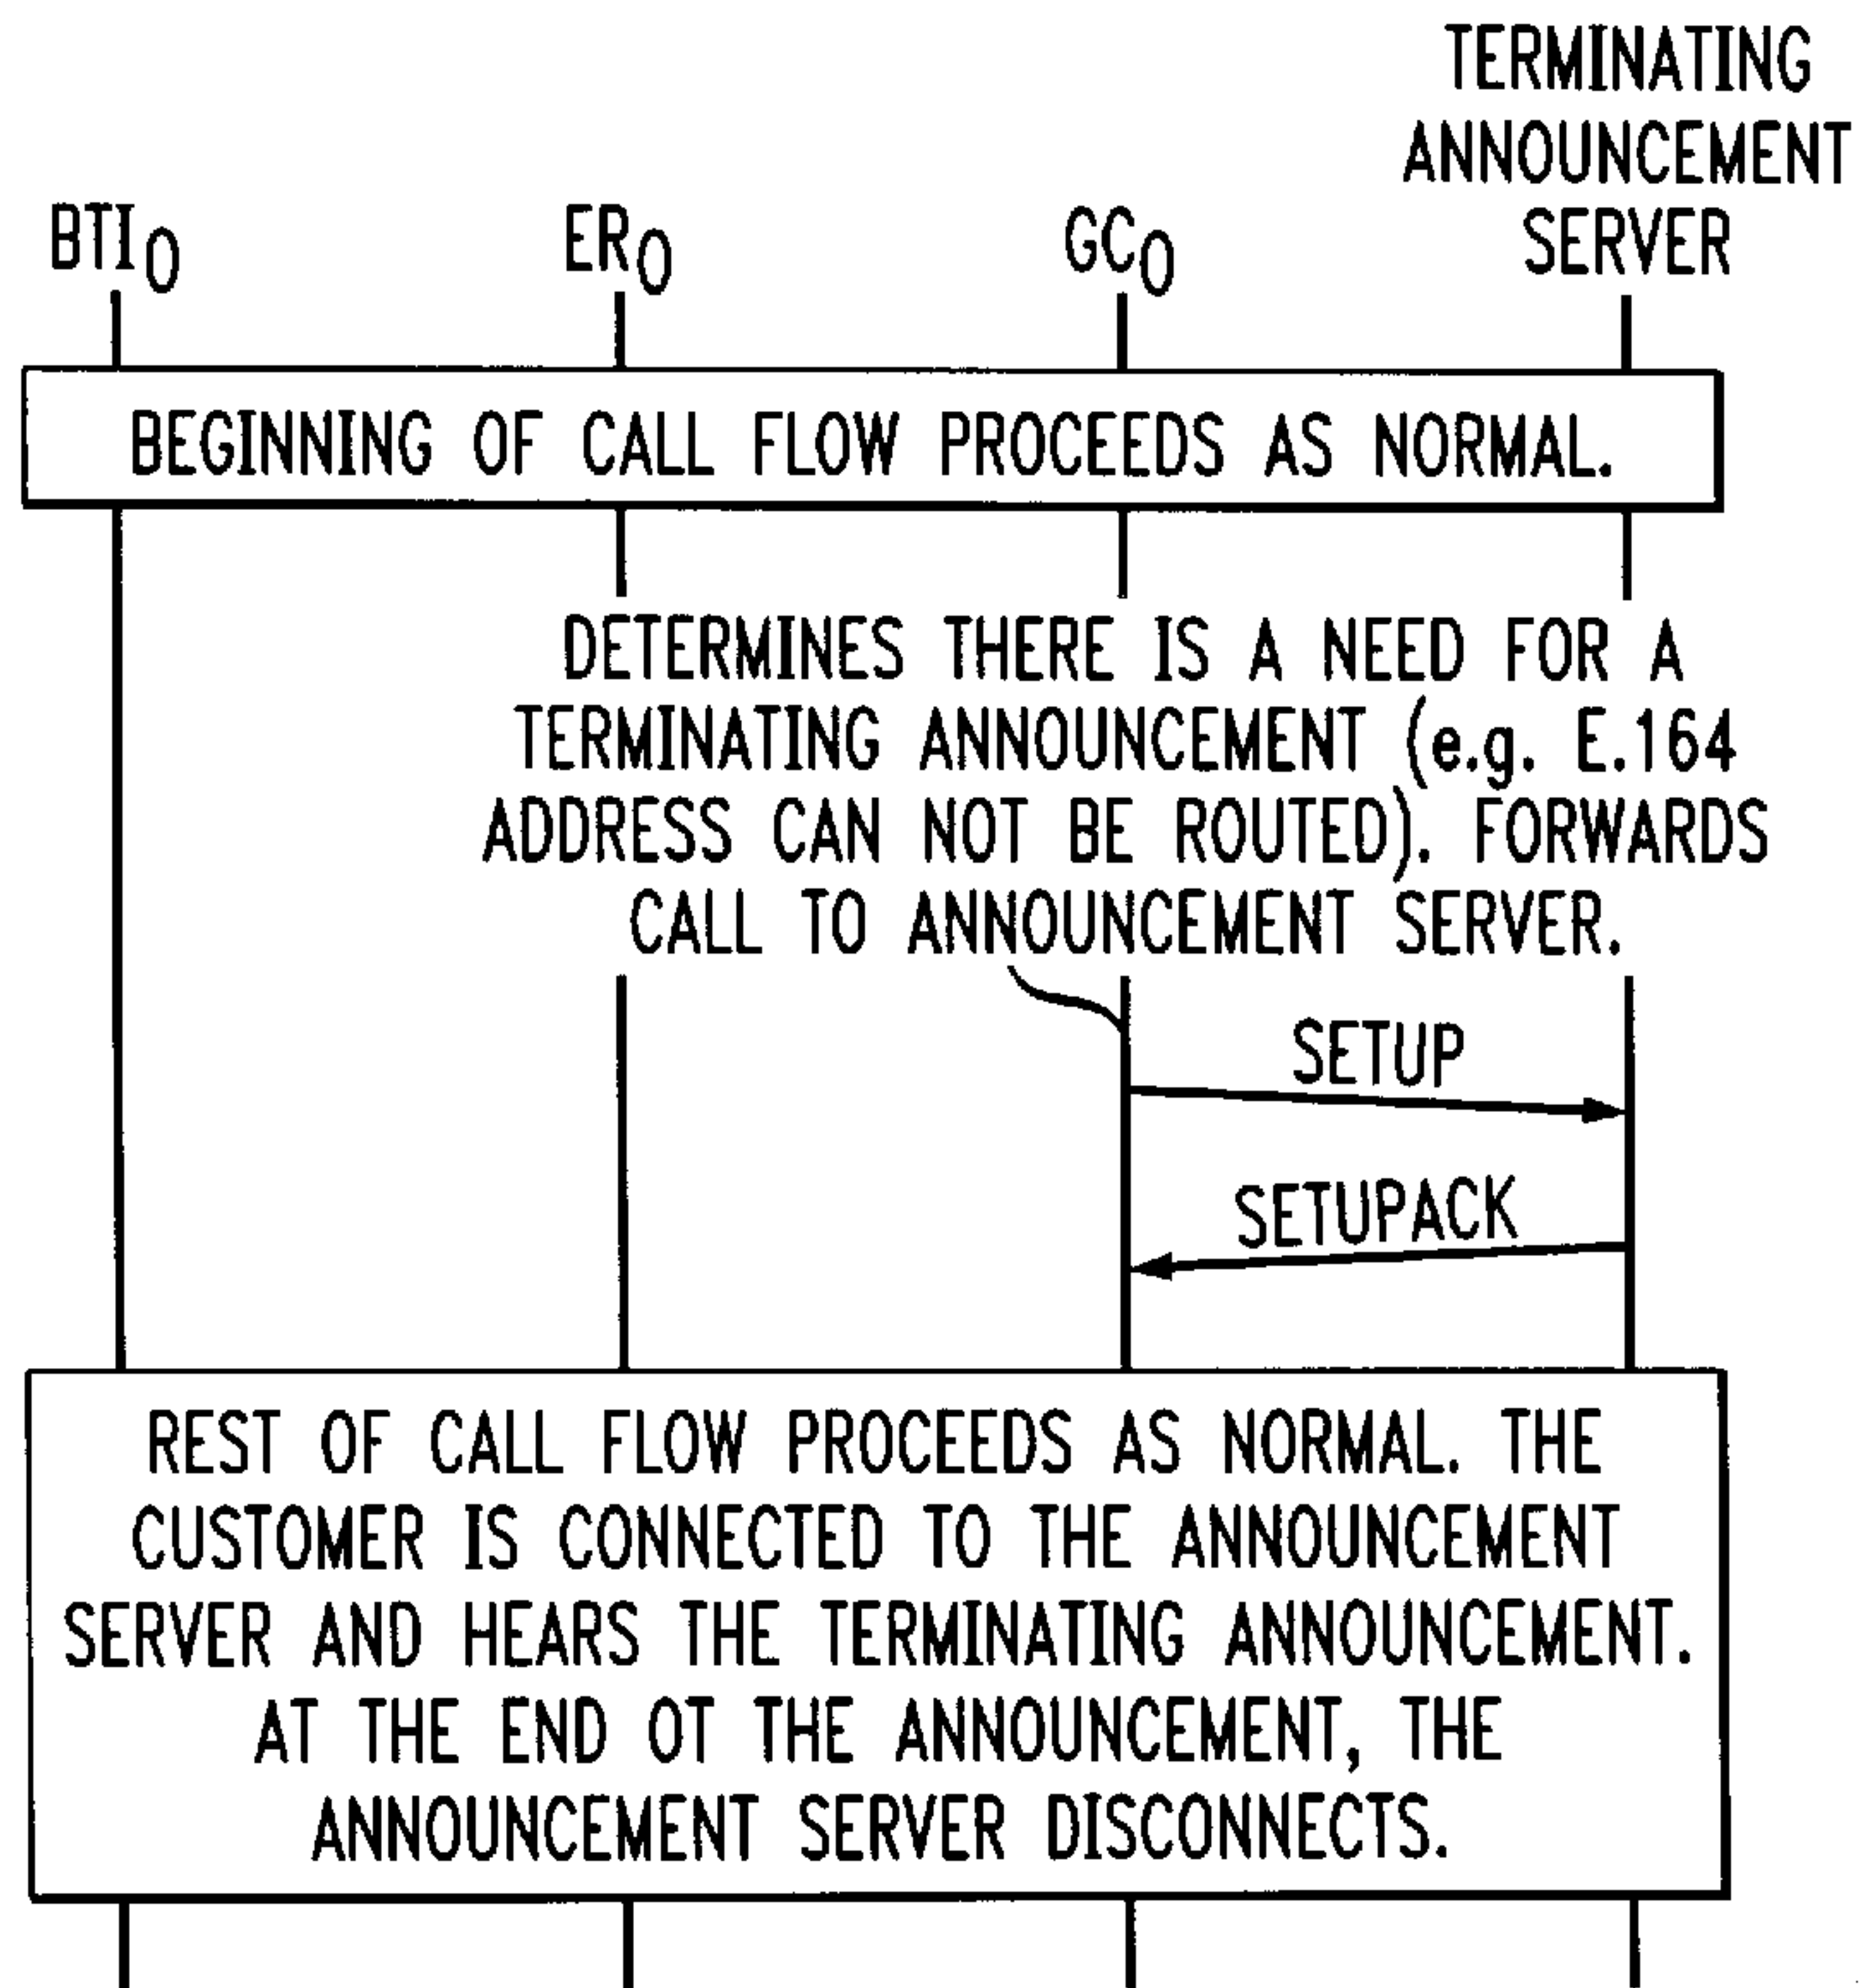 TERMINATING
ANNOUNCEMENT
SERVER
BTIO ERO GCO
BEGINNING OF CALL FLOW PROCEEDS AS NORMAL.
DETERMINES THERE IS A NEED FOR A
TERMINATING ANNOUNCEMENT (e.g. E.164
ADDRESS CAN NOT BE ROUTED). FORWARDS
CALL TO ANNOUNCEMENT SERVER.
SETUP
SETUPACK
REST OF CALL FLOW PROCEEDS AS NORMAL. THE
CUSTOMER IS CONNECTED TO THE ANNOUNCEMENT
SERVER AND HEARS THE TERMINATING ANNOUNCEMENT.
AT THE END OT THE ANNOUNCEMENT, THE
ANNOUNCEMENT SERVER DISCONNECTS.